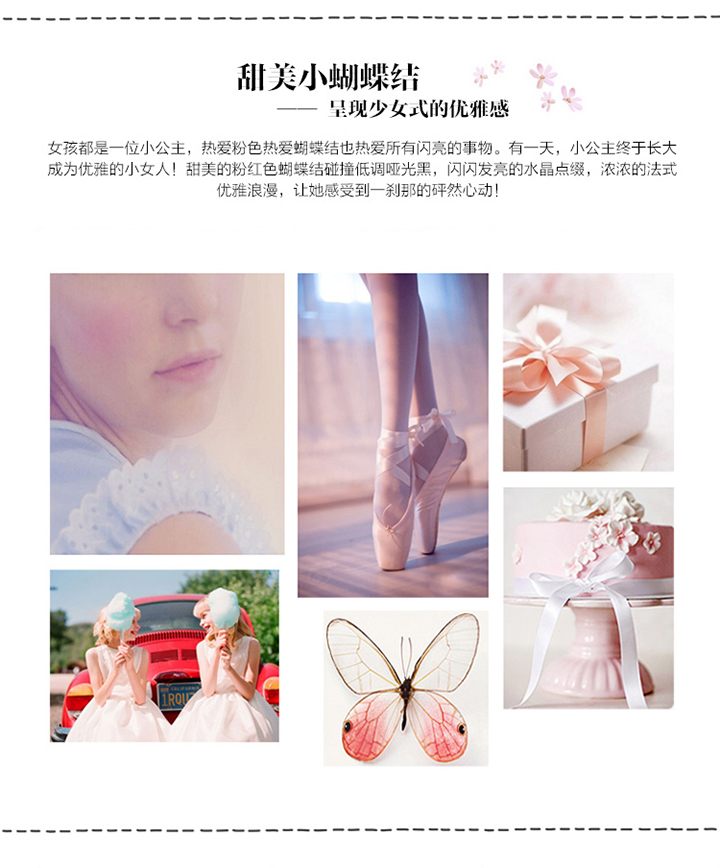 甜美小蝴蝶结
—— 呈现少女式的优雅感
女孩都是一位小公主，热爱粉色热爱蝴蝶结也热爱所有闪亮的事物。有一天，小公主终于长大
成为优雅的小女人！甜美的粉红色蝴蝶结碰撞低调哑光黑，闪闪发亮的水晶点缀，浓浓的法式
优雅浪漫，让她感受到一刹那的砰然心动！
CALIFORNIA
1RQU